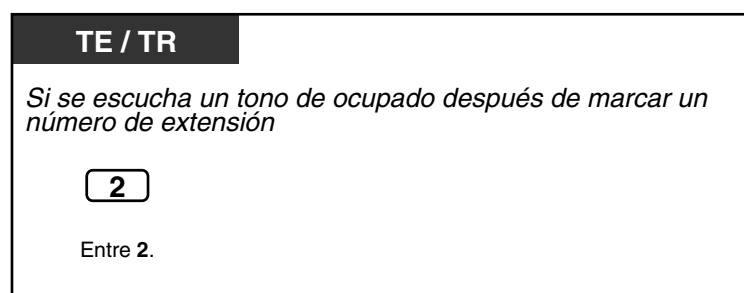 TE / TR
Si se escucha un tono de ocupado después de marcar un
número de extensión
2
Entre 2.